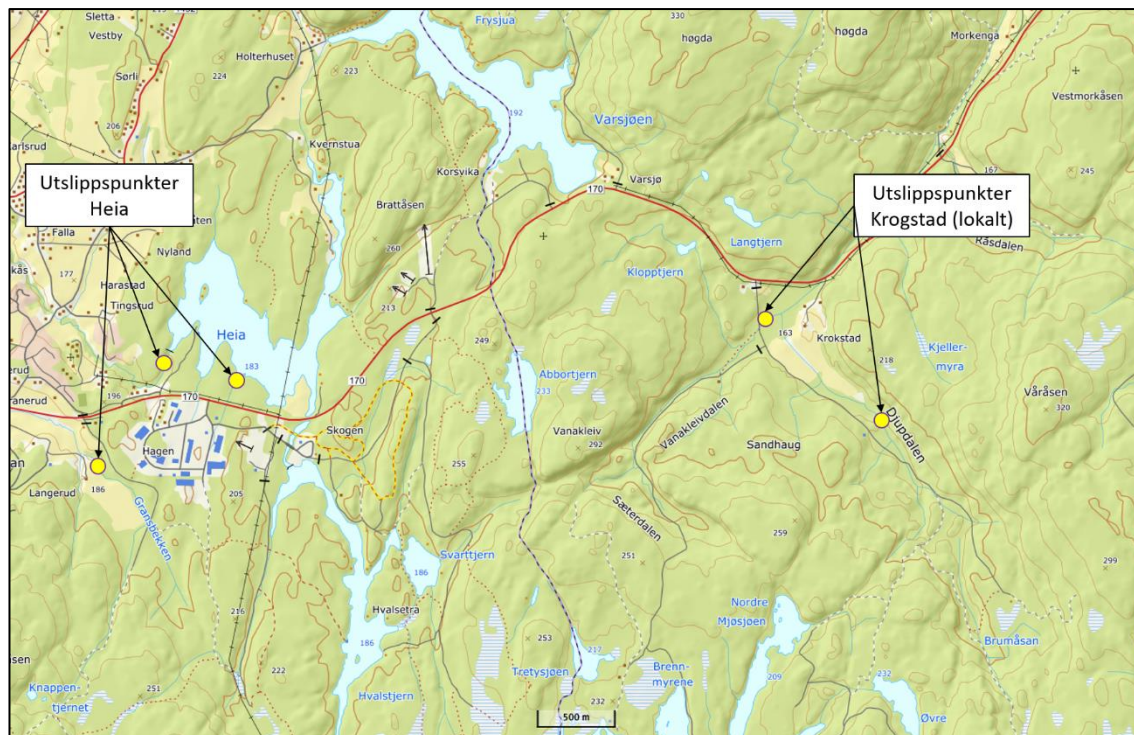 Sletta
Vestby
Frysjua
330
høgda
høgda
Morkenga
Holterhuset
224
223
Sørli
Vestmorkåsen
206
192
Varsjøen
Kvernstua
167
245
Korsvika
Varsjø
170
Utslippspunkter
Heia
Utslippspunkter
Krogstad (lokalt)
Brattåsen
Falla
Nyland
260
Langtjern
Råsdalen
177
Harastad
Tingsrud
Klopptjern
213
163
Krokstad
Heia
183
249
218
Kjeller-
myra
170
Abbortjern
233
Våråsen
320
196
170
Skogen
Vanakleiv
292
Vanakleivdalen
Djupdalen
Hagen
Sandhaug
Langerud
186
205
255
Gransbekken
Sæterdalen
259
251
Svarttjern
186
299
Hvalsetra
Nordre
Mjøsjøen
216
186
253
217
Brumåsan
222
Tretysjøen
Brenn-
myrene
209
232
Knappen-
tjernet
251
Hvalstjern
232
Øvre
500 m